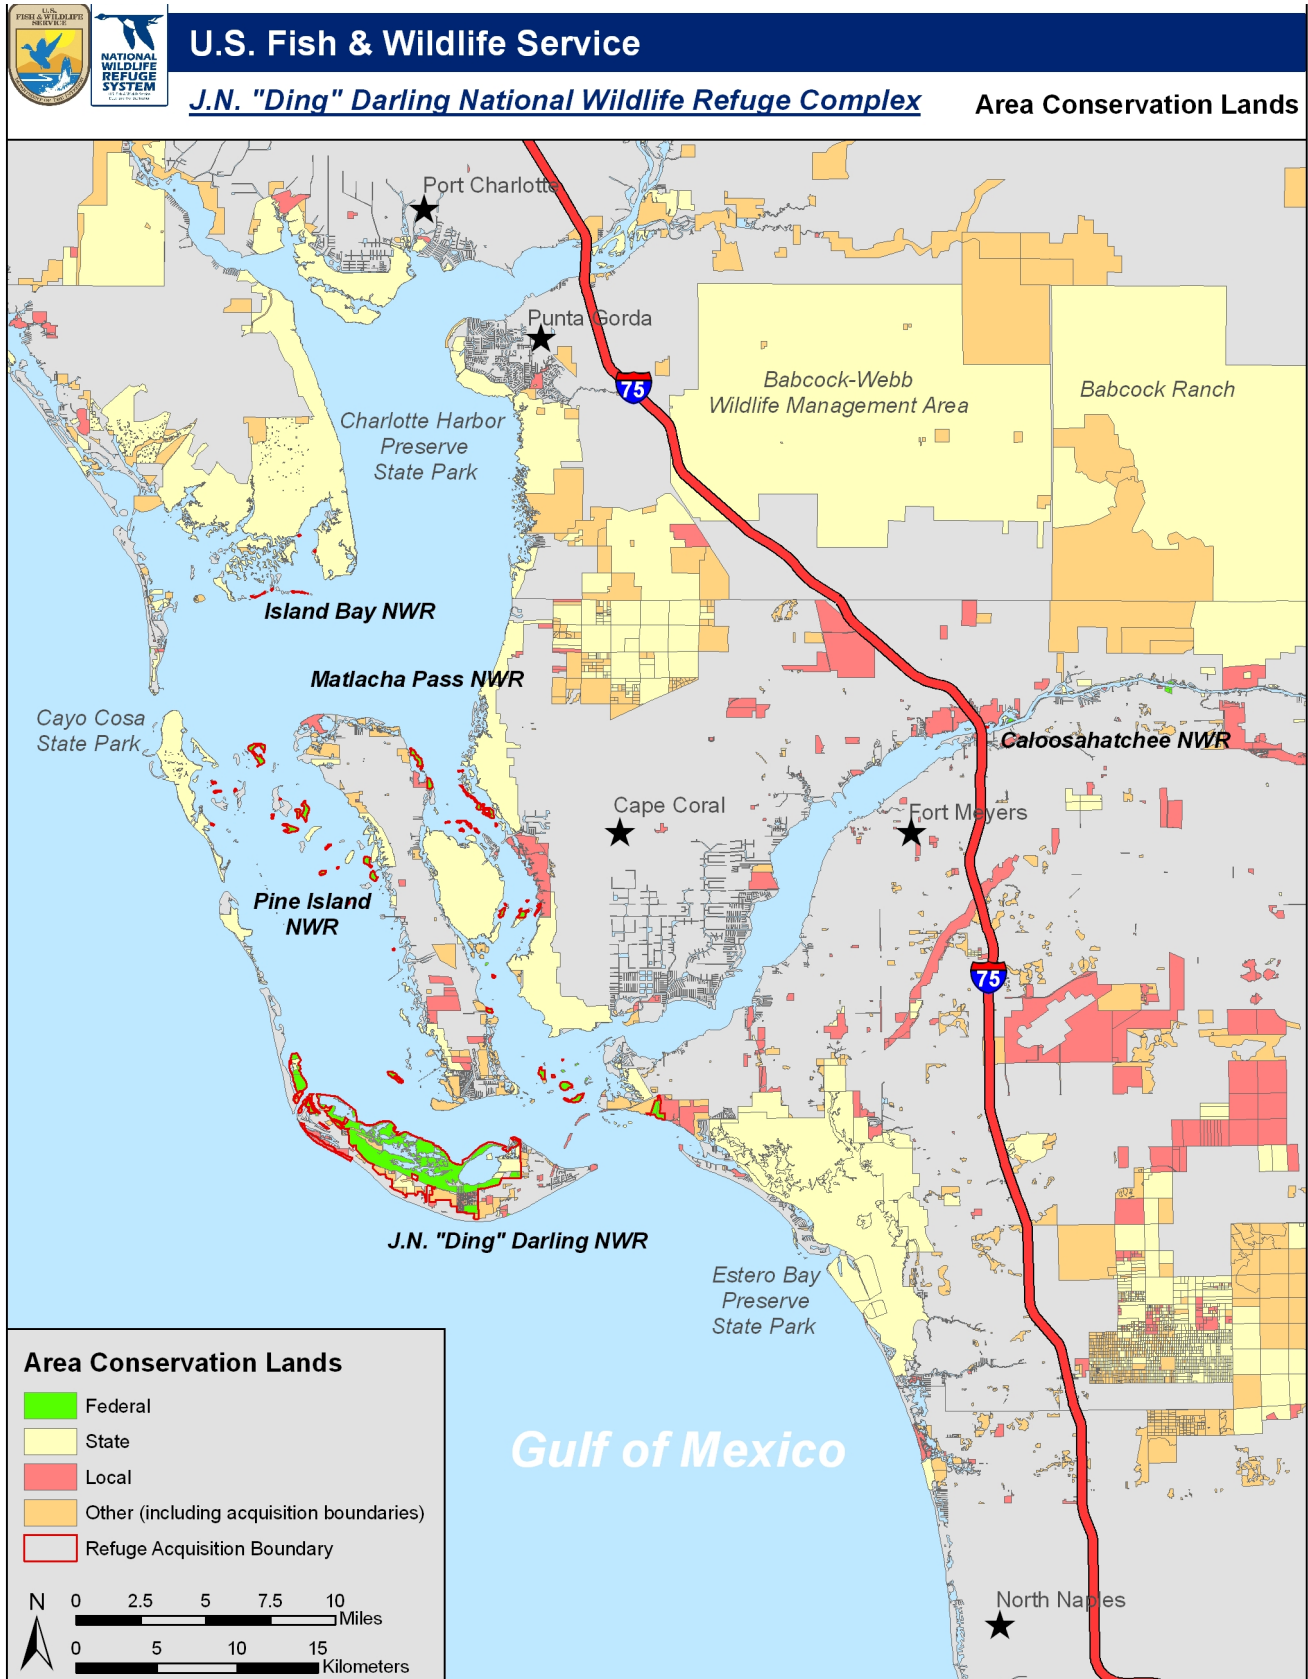 U.S.
FISH & WILDLIFE
SERVICE
NATIONAL
WILDLIFE
REFUGE
SYSTEM
U.S. Fish & Wildlife Service
J.N. "Ding" Darling National Wildlife Refuge Complex
Area Conservation Lands
Port Charlotte
Punta Gorda
75
Babcock-Webb
Wildlife Management Area
Babcock Ranch
Charlotte Harbor
Preserve
State Park
Island Bay NWR
Matlacha Pass NWR
Cayo Cosa
State Park
Caloosahatchee NWR
Cape Coral
Fort Meyers
Pine Island
NWR
75
J.N. "Ding" Darling NWR
Estero Bay
Preserve
State Park
Gulf of Mexico
North Naples
Area Conservation Lands
Federal
State
Local
Other (including acquisition boundaries)
Refuge Acquisition Boundary
N
0 2.5 5 7.5 10
Miles
0 5 10 15
Kilometers